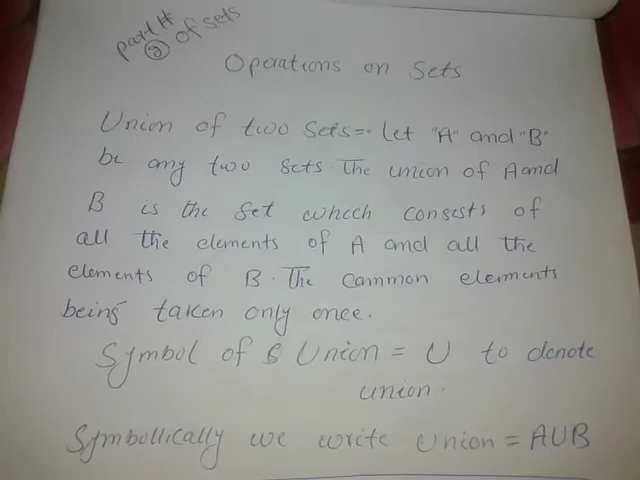 part #
② of sets
Operations on Sets
Union of two Sets=. Let "A" and "B"
be any two sets. The union of A and
B is the set which consists of
all the elements of A and all the
elements of B. The Common elements
being taken only once.
Symbol of Union = U to denote
union.
Symbollically we write Union = AUB